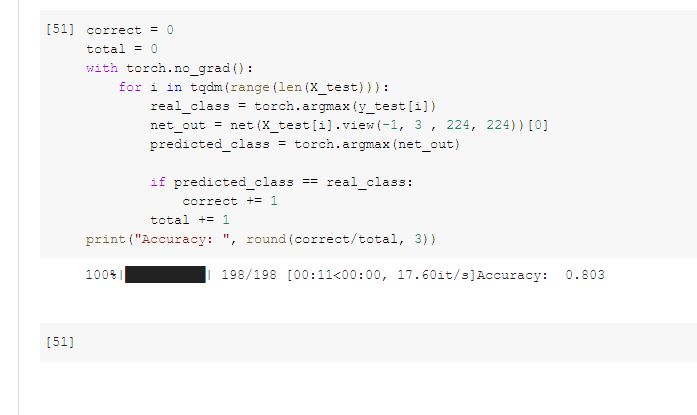 [51] correct = 0
total = 0
with torch.no_grad():
for i in tqdm(range(len(X_test))):
real_class = torch.argmax(y_test[i])
net_out = net(X_test[i].view(-1, 3 , 224, 224))[0]
predicted_class = torch.argmax(net_out)
if predicted_class == real_class:
correct += 1
total += 1
print("Accuracy: ", round(correct/total, 3))
100%|██████████| 198/198 [00:11<00:00, 17.60it/s]Accuracy:  0.803
[51]